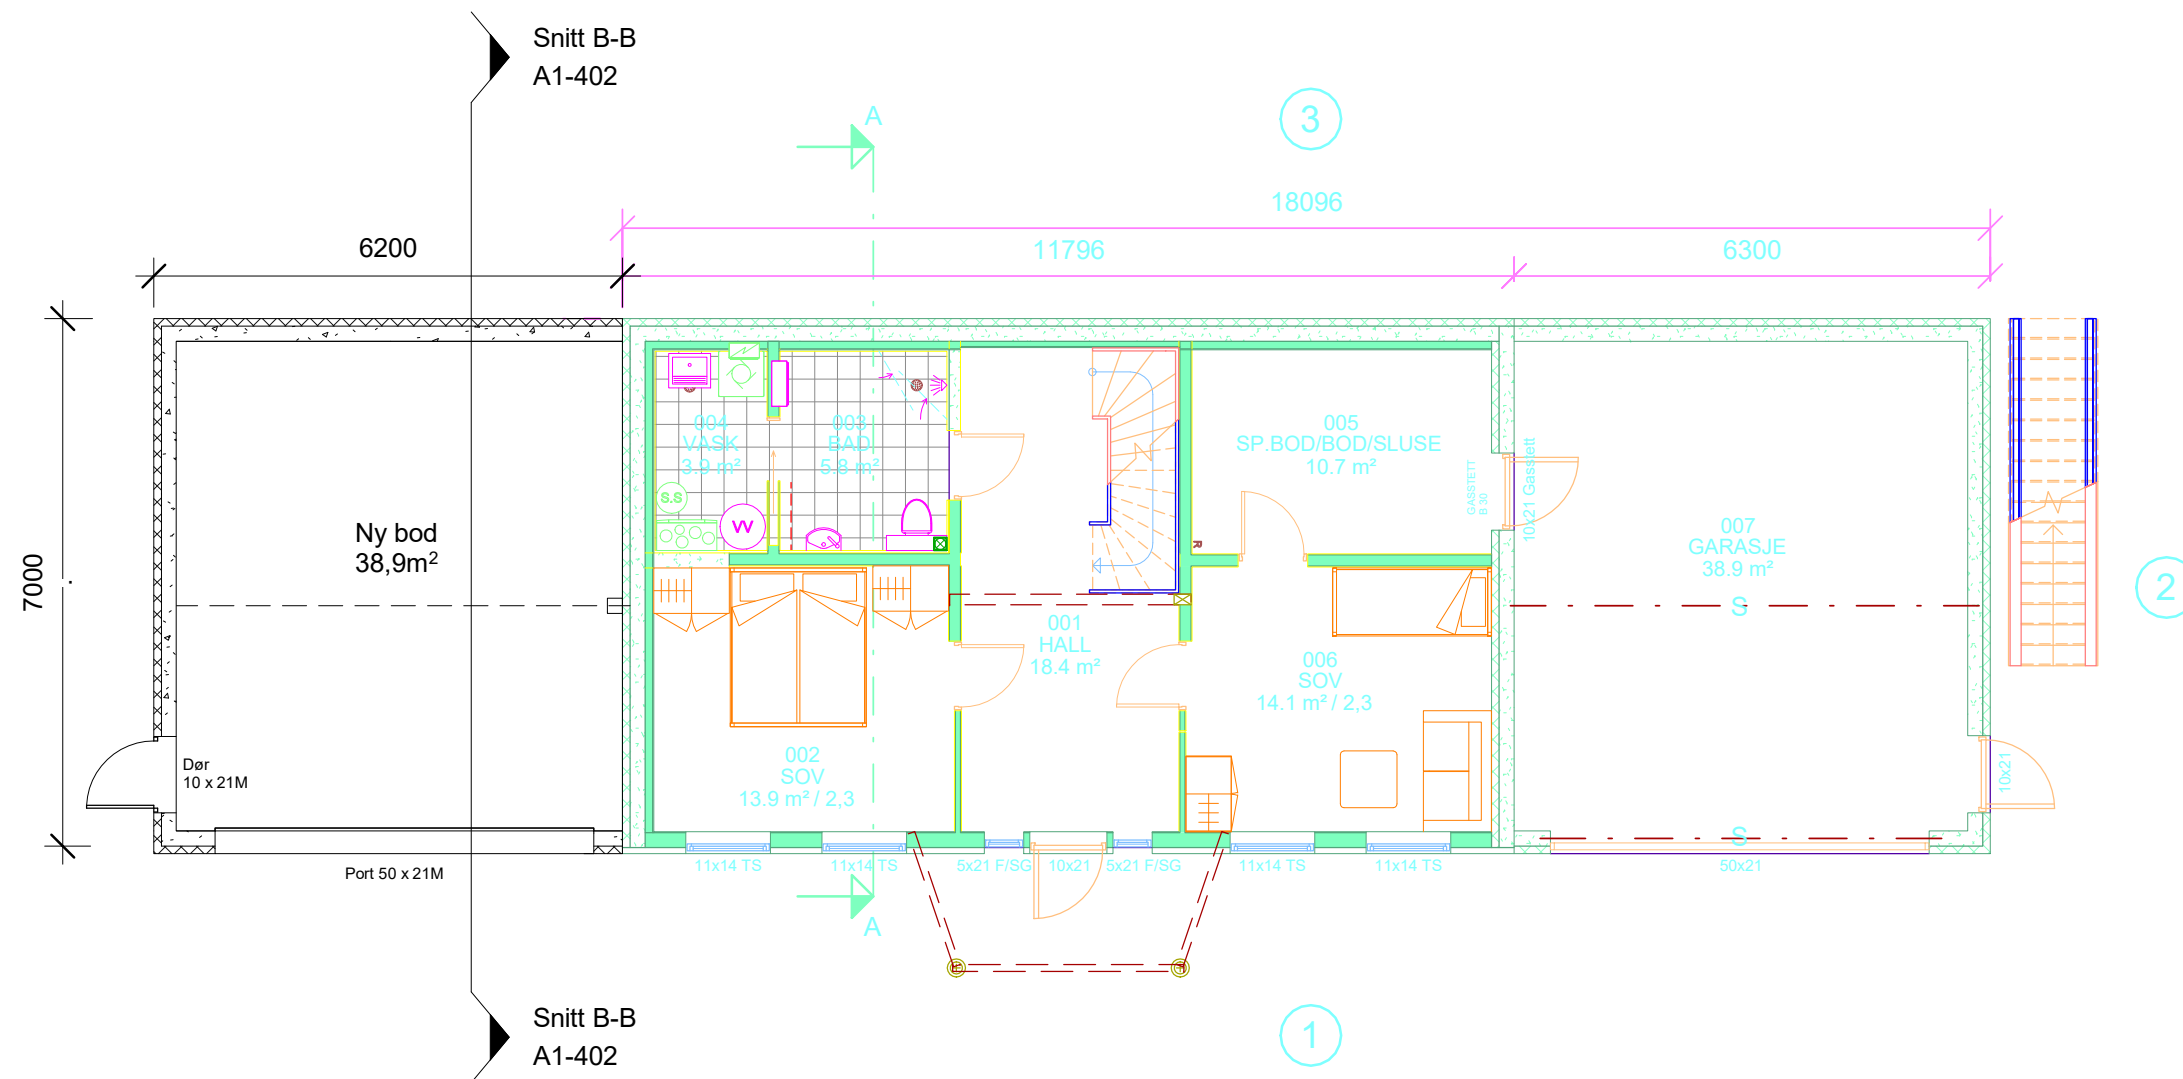 Snitt B-B
A1-402
A
3
18096
6200
11796
6300
7000
004
VASK
3.9 m²
003
BAD
5.8 m²
005
SP.BOD/BOD/SLUSE
10.7 m²
GASSTETT
B 30
10x21 Gasstett
S.S
VV
R
Ny bod
38,9m²
007
GARASJE
38.9 m²
S
2
001
HALL
18.4 m²
006
SOV
14.1 m² / 2,3
002
SOV
13.9 m² / 2,3
Dør
10 x 21M
10x21
S
Port 50 x 21M
11x14 TS
11x14 TS
5x21 F/SG
10x21
5x21 F/SG
11x14 TS
11x14 TS
50x21
A
Snitt B-B
A1-402
1